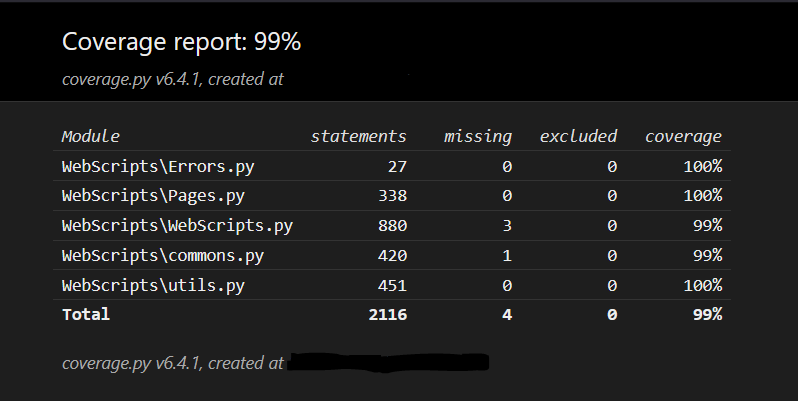 Coverage report: 99%
coverage.py v6.4.1, created at
Module statements missing excluded coverage
WebScripts\Errors.py 27 0 0 100%
WebScripts\Pages.py 338 0 0 100%
WebScripts\WebScripts.py 880 3 0 99%
WebScripts\commons.py 420 1 0 99%
WebScripts\utils.py 451 0 0 100%
Total 2116 4 0 99%
coverage.py v6.4.1, created at